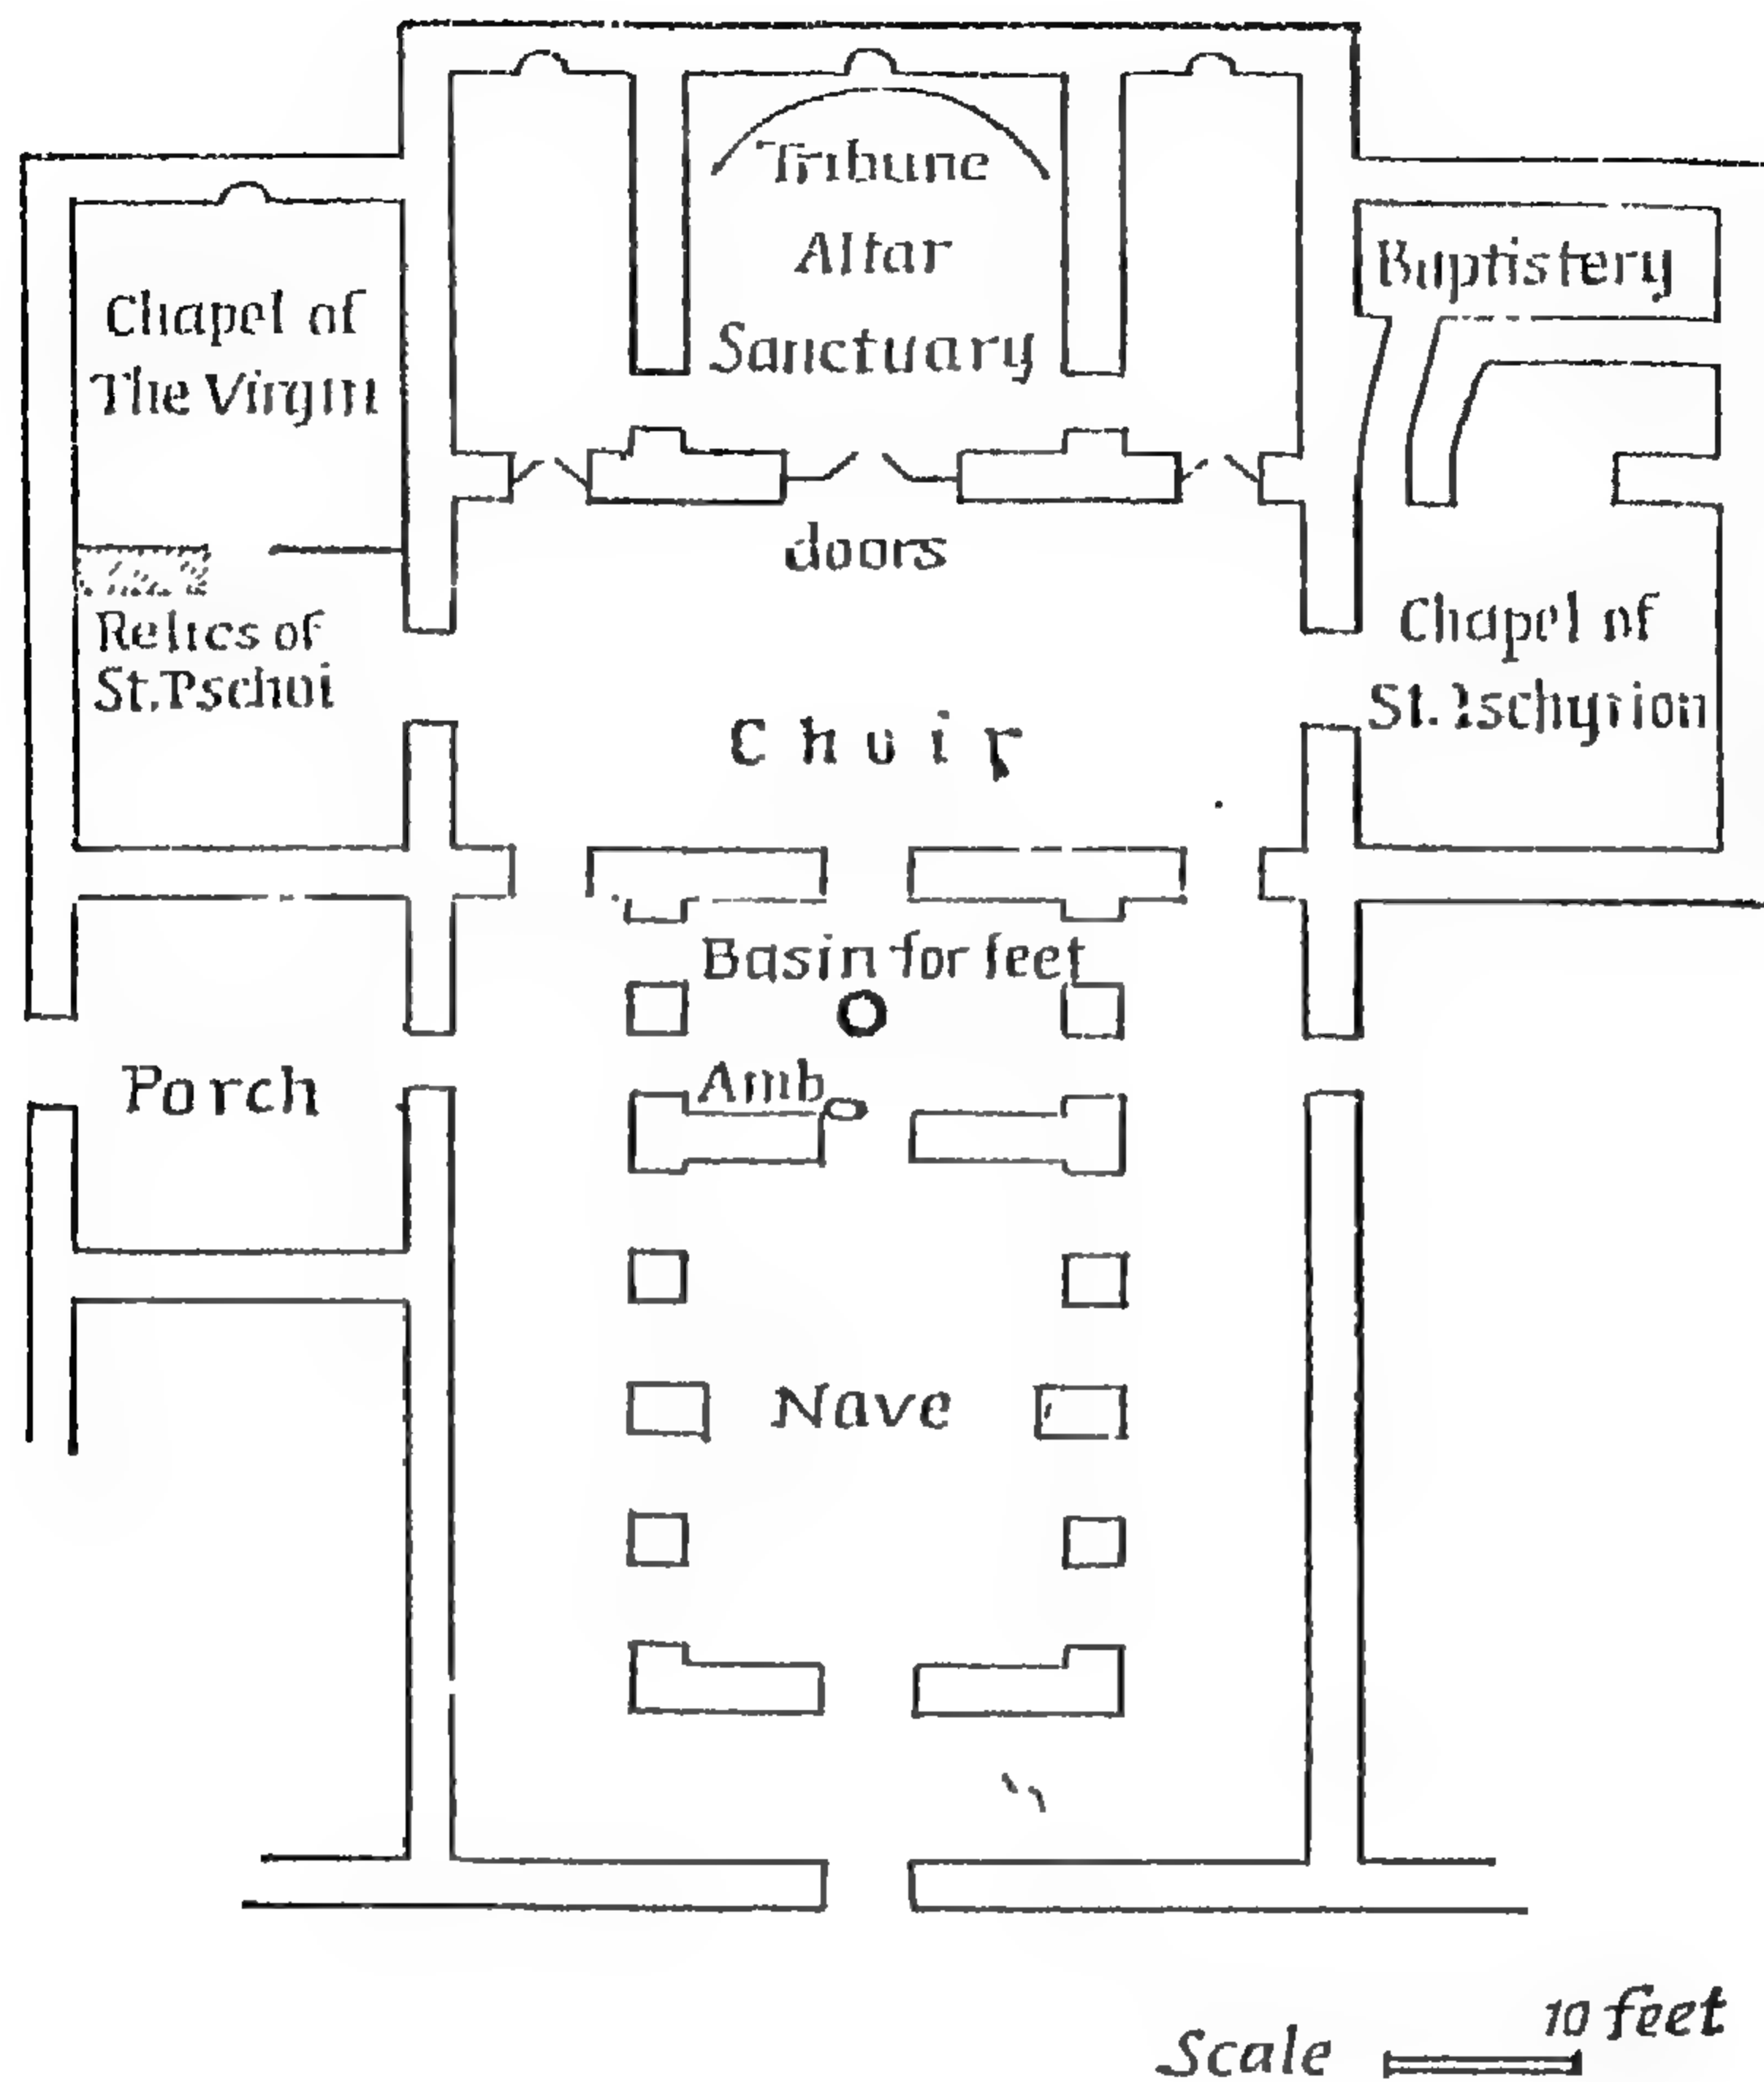 Tribune
Altar
Sanctuary
Baptistery
Chapel of
The Virgin
doors
Relics of
St. Pschoi
Chapel of
St. Ischyrion
Choir
Basin for feet
Amb.
Porch
Nave
Scale 10 feet